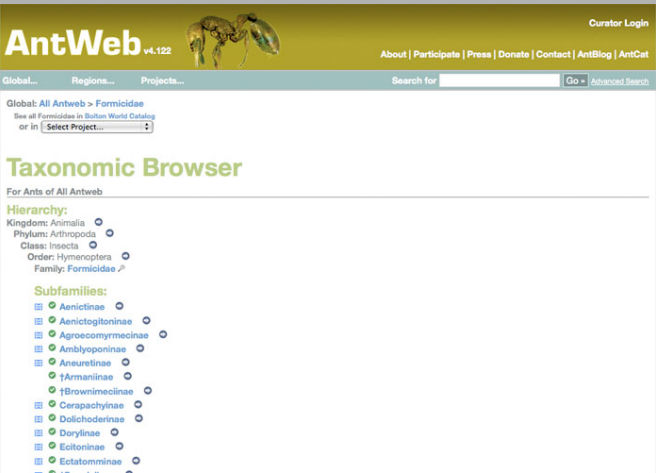 Curator Login
AntWeb v4.122
About | Participate | Press | Donate | Contact | AntBlog | AntCat
Global... Regions... Projects... Search for Go » Advanced Search
Global: All Antweb > Formicidae
See all Formicidae in Bolton World Catalog
or in Select Project...
Taxonomic Browser
For Ants of All Antweb
Hierarchy:
Kingdom: Animalia
Phylum: Arthropoda
Class: Insecta
Order: Hymenoptera
Family: Formicidae
Subfamilies:
Aenictinae
Aenictogitoninae
Agroecomyrmecinae
Amblyoponinae
Aneuretinae
†Armaniinae
†Brownimeciinae
Cerapachyinae
Dolichoderinae
Dorylinae
Ecitoninae
Ectatomminae